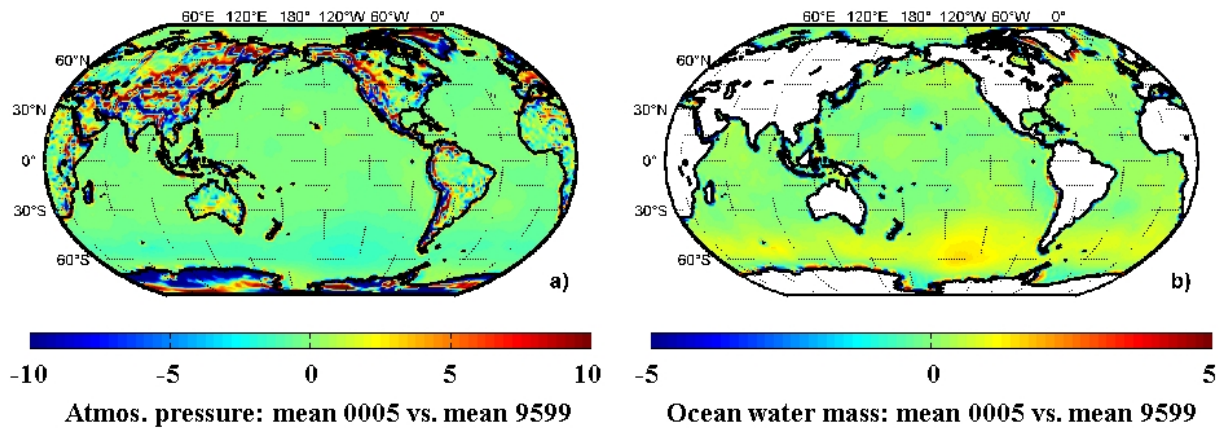 60°E 120°E 180° 120°W 60°W 0°
60°N
30°N
0°
30°S
60°S
a)
-10 -5 0 5 10
Atmos. pressure: mean 0005 vs. mean 9599
60°E 120°E 180° 120°W 60°W 0°
60°N
30°N
0°
30°S
60°S
b)
-5 0 5
Ocean water mass: mean 0005 vs. mean 9599